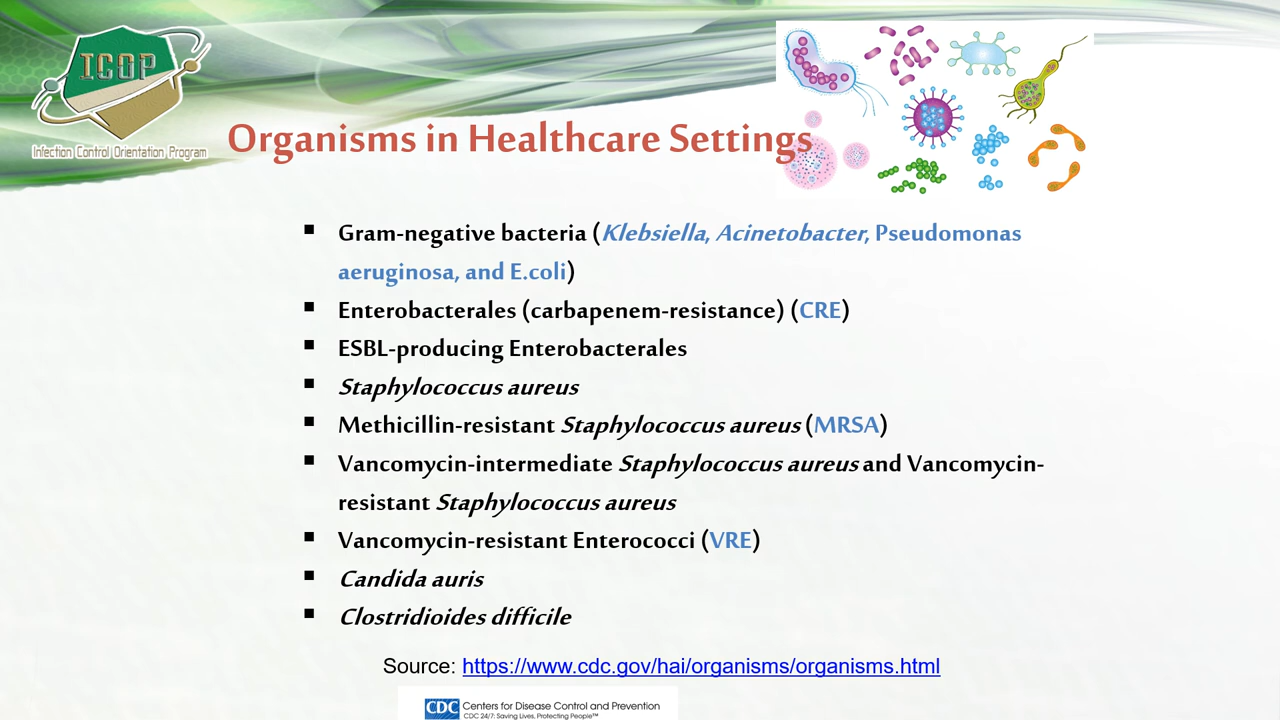 ICOP
Infection Control Orientation Program
Organisms in Healthcare Settings
▪ Gram-negative bacteria (Klebsiella, Acinetobacter, Pseudomonas
aeruginosa, and E.coli)
▪ Enterobacterales (carbapenem-resistance) (CRE)
▪ ESBL-producing Enterobacterales
▪ Staphylococcus aureus
▪ Methicillin-resistant Staphylococcus aureus (MRSA)
▪ Vancomycin-intermediate Staphylococcus aureus and Vancomycin-
resistant Staphylococcus aureus
▪ Vancomycin-resistant Enterococci (VRE)
▪ Candida auris
▪ Clostridioides difficile
Source: https://www.cdc.gov/hai/organisms/organisms.html
CDC Centers for Disease Control and Prevention
CDC 24/7: Saving Lives, Protecting People™